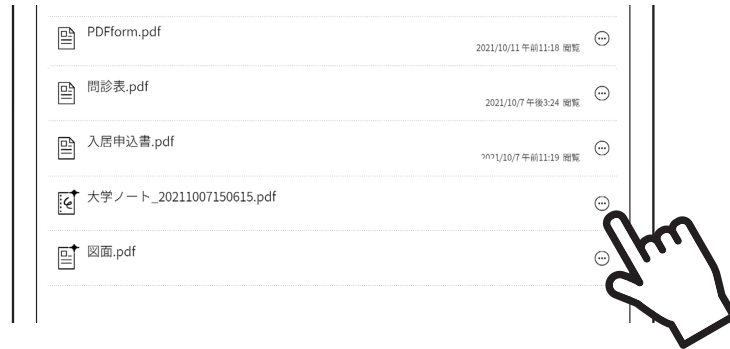 PDFform.pdf
2021/10/11 午前11:18 閲覧
問診表.pdf
2021/10/7 午後3:24 閲覧
入居申込書.pdf
2021/10/7 午前11:19 閲覧
大学ノート_20211007150615.pdf
図面.pdf